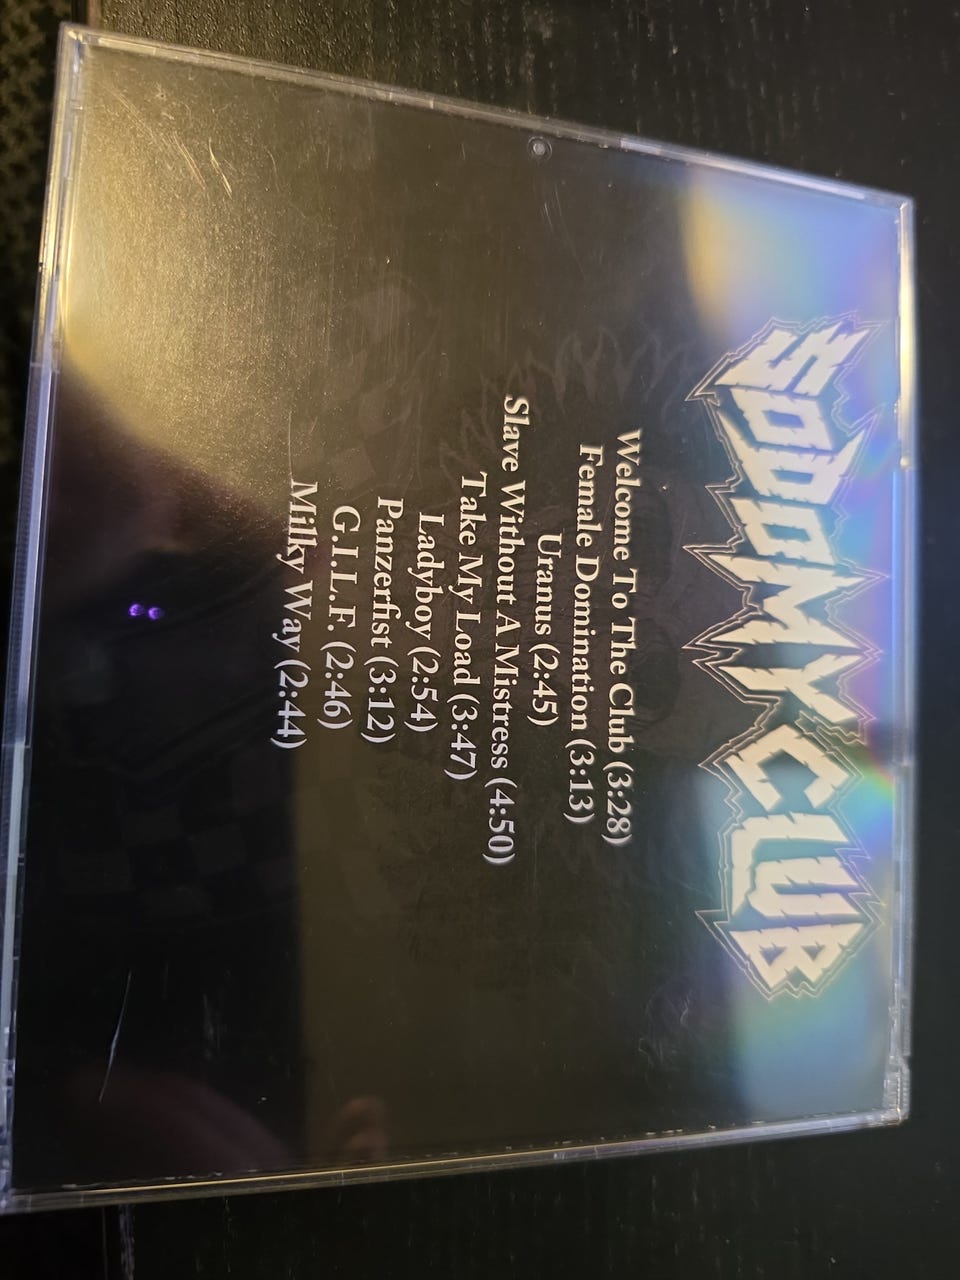 SODOMY CLUB
Welcome To The Club (3:28)
Female Domination (3:13)
Uranus (2:45)
Slave Without A Mistress (4:50)
Take My Load (3:47)
Ladyboy (2:54)
Panzerfist (3:12)
G.I.L.F. (2:46)
Milky Way (2:44)